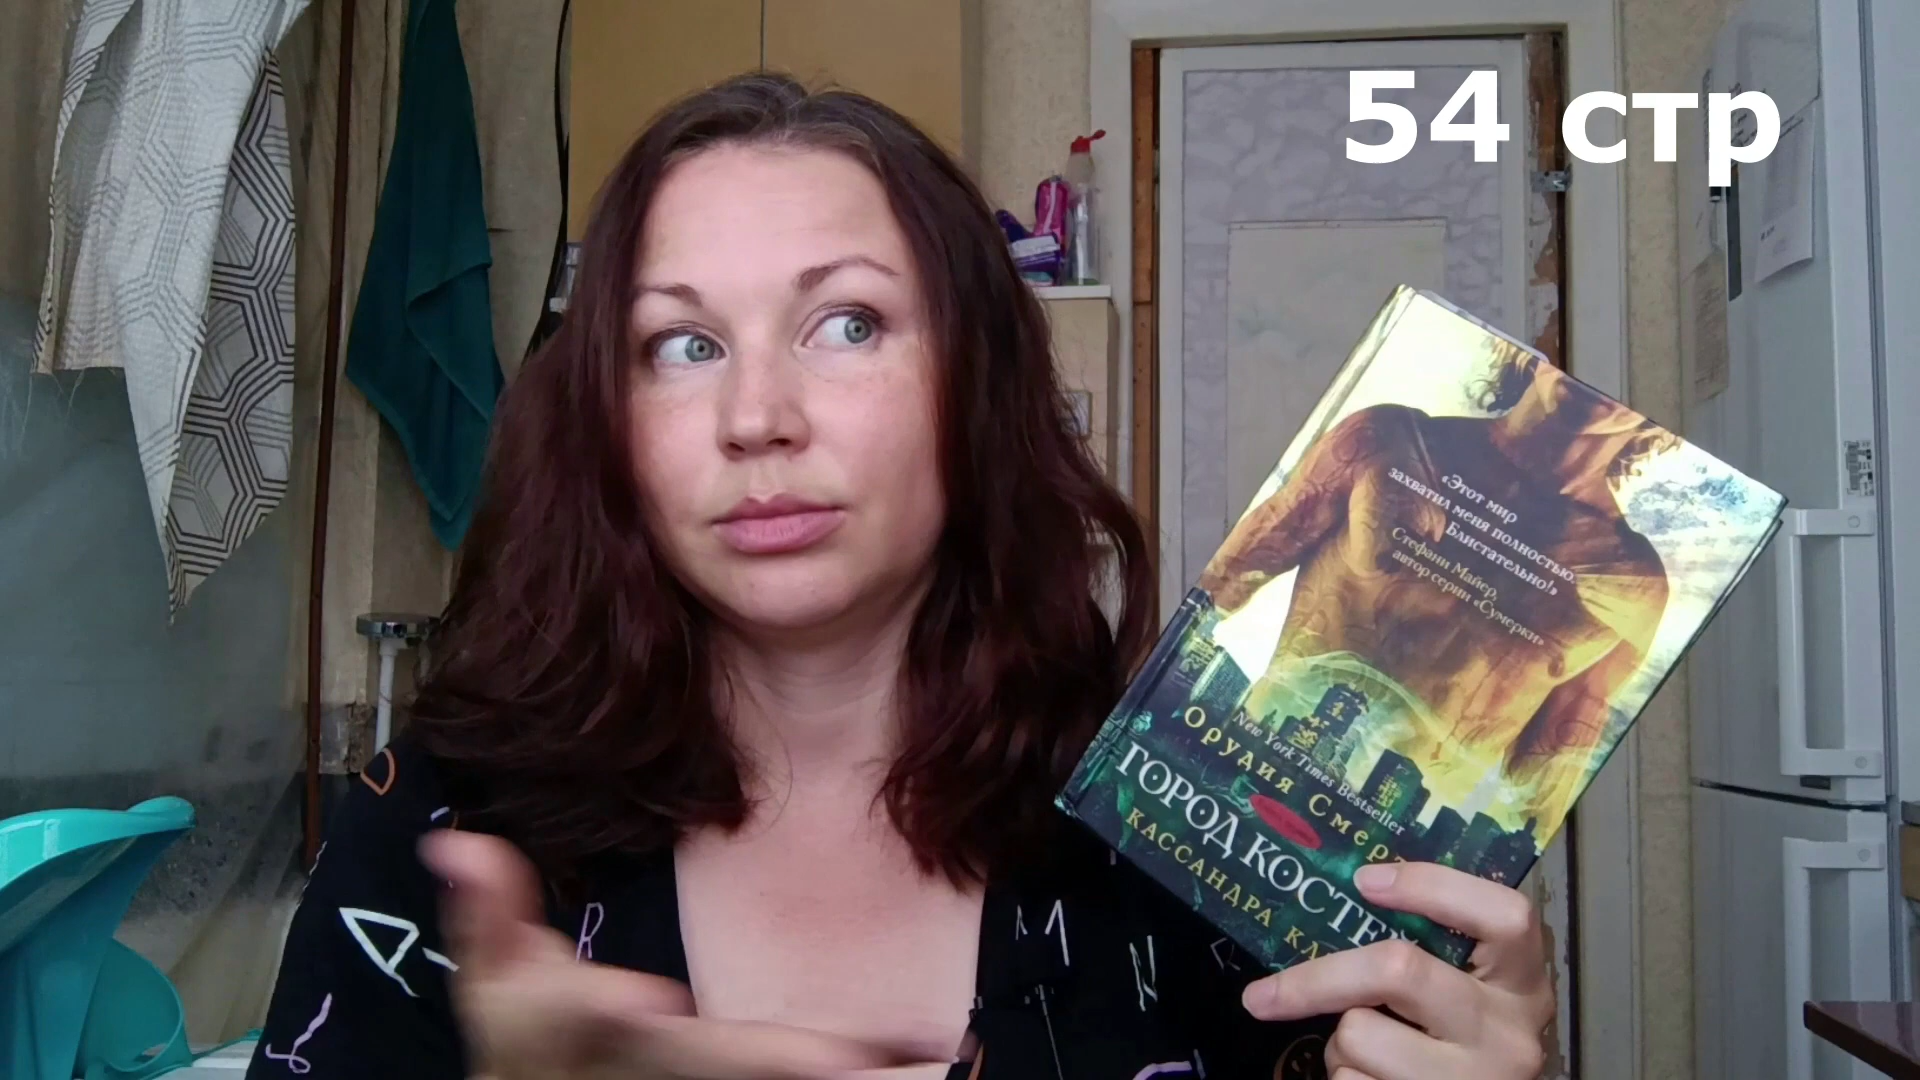 54 стр
«Этот мир
захватил меня полностью.
Блистательно!»
Стефани Майер,
автор серии «Сумерки»
New York Times Bestseller
Орудия Смерт
ГОРОД КОСТЕЙ
КАССАНДРА КЛ